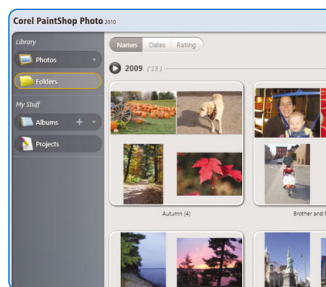 Corel PaintShop Photo 2010
Library
Photos
Folders
My Stuff
Albums +
Projects
Names Dates Rating
2009 (13)
Autumn (4)
Brother and